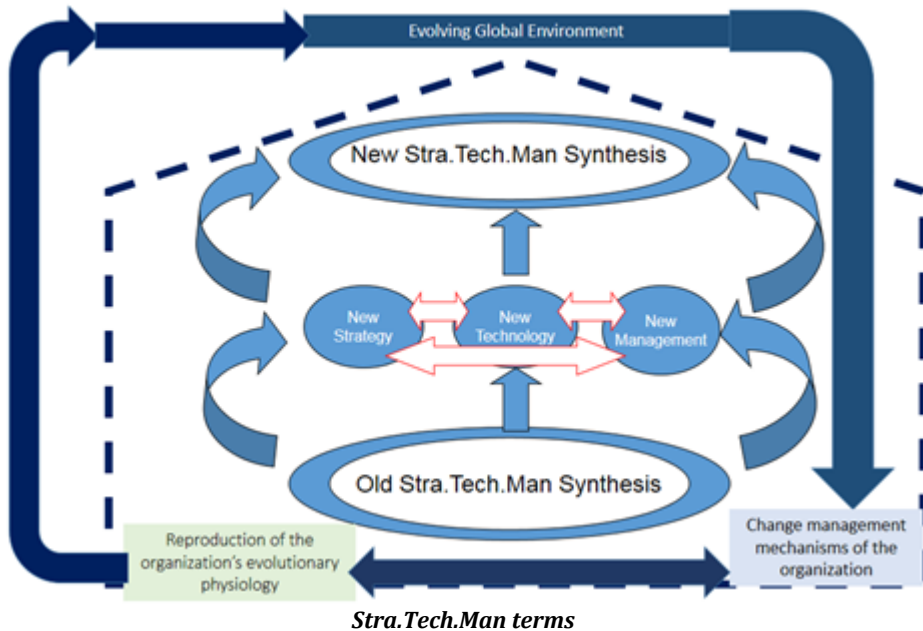 Evolving Global Environment
New Stra.Tech.Man Synthesis
New
Strategy
New
Technology
New
Management
Old Stra.Tech.Man Synthesis
Reproduction of the
organization's evolutionary
physiology
Change management
mechanisms of the
organization
Stra.Tech.Man terms